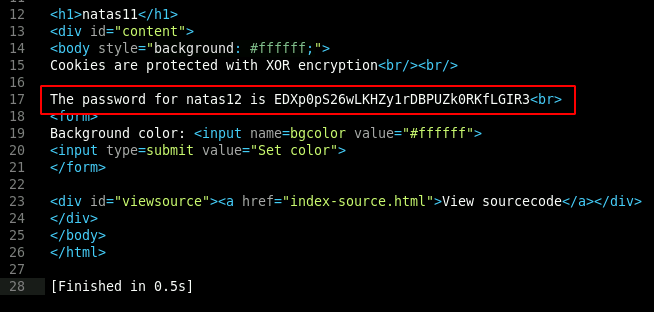 12 <h1>natas11</h1>
13 <div id="content">
14 <body style="background: #ffffff;">
15 Cookies are protected with XOR encryption<br/><br/>
16
17 The password for natas12 is EDXp0pS26wLKHZy1rDBPUZk0RKfLGIR3<br>
18 <form>
19 Background color: <input name=bgcolor value="#ffffff">
20 <input type=submit value="Set color">
21 </form>
22
23 <div id="viewsource"><a href="index-source.html">View sourcecode</a></div>
24 </div>
25 </body>
26 </html>
27
28 [Finished in 0.5s]